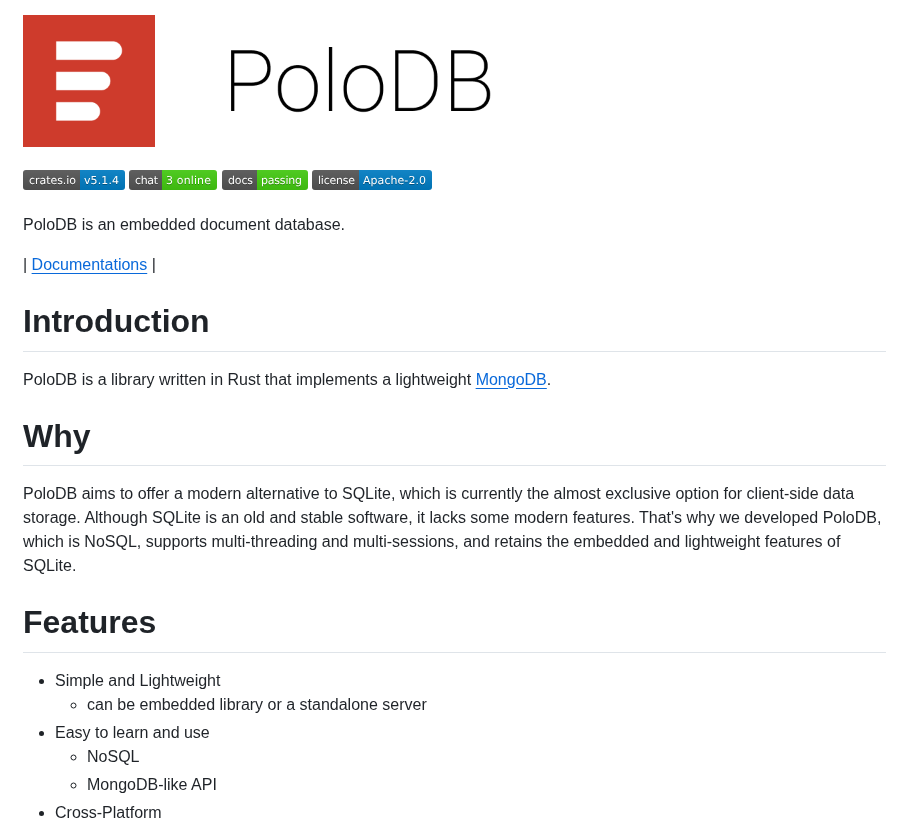 PoloDB
crates.io v5.1.4 chat 3 online docs passing license Apache-2.0
PoloDB is an embedded document database.
| Documentations |
Introduction
PoloDB is a library written in Rust that implements a lightweight MongoDB.
Why
PoloDB aims to offer a modern alternative to SQLite, which is currently the almost exclusive option for client-side data
storage. Although SQLite is an old and stable software, it lacks some modern features. That's why we developed PoloDB,
which is NoSQL, supports multi-threading and multi-sessions, and retains the embedded and lightweight features of
SQLite.
Features
Simple and Lightweight
can be embedded library or a standalone server
Easy to learn and use
NoSQL
MongoDB-like API
Cross-Platform